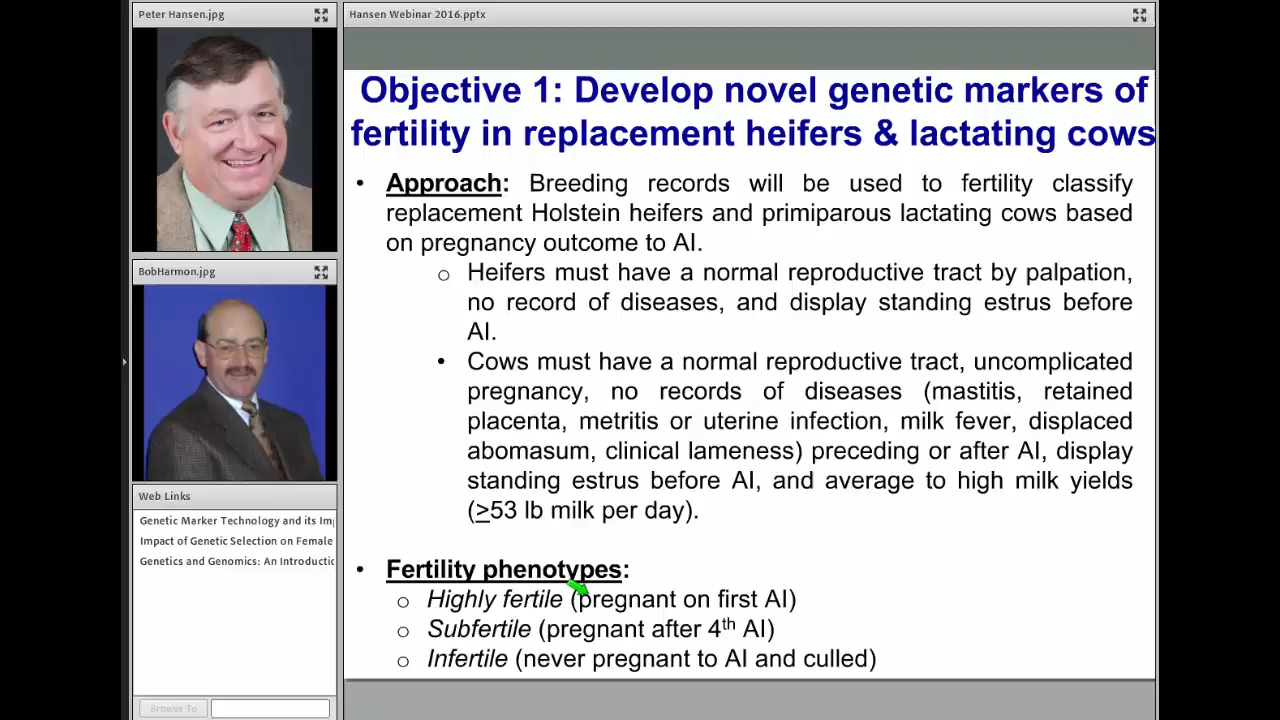 Peter Hansen.jpg
BobHarmon.jpg
Web Links
Genetic Marker Technology and its Im
Impact of Genetic Selection on Female
Genetics and Genomics: An Introductio
Browse To
Hansen Webinar 2016.pptx
Objective 1: Develop novel genetic markers of
fertility in replacement heifers & lactating cows
• Approach: Breeding records will be used to fertility classify
replacement Holstein heifers and primiparous lactating cows based
on pregnancy outcome to AI.
o Heifers must have a normal reproductive tract by palpation,
no record of diseases, and display standing estrus before
AI.
• Cows must have a normal reproductive tract, uncomplicated
pregnancy, no records of diseases (mastitis, retained
placenta, metritis or uterine infection, milk fever, displaced
abomasum, clinical lameness) preceding or after AI, display
standing estrus before AI, and average to high milk yields
(>53 lb milk per day).
• Fertility phenotypes:
o Highly fertile (pregnant on first AI)
o Subfertile (pregnant after 4th AI)
o Infertile (never pregnant to AI and culled)